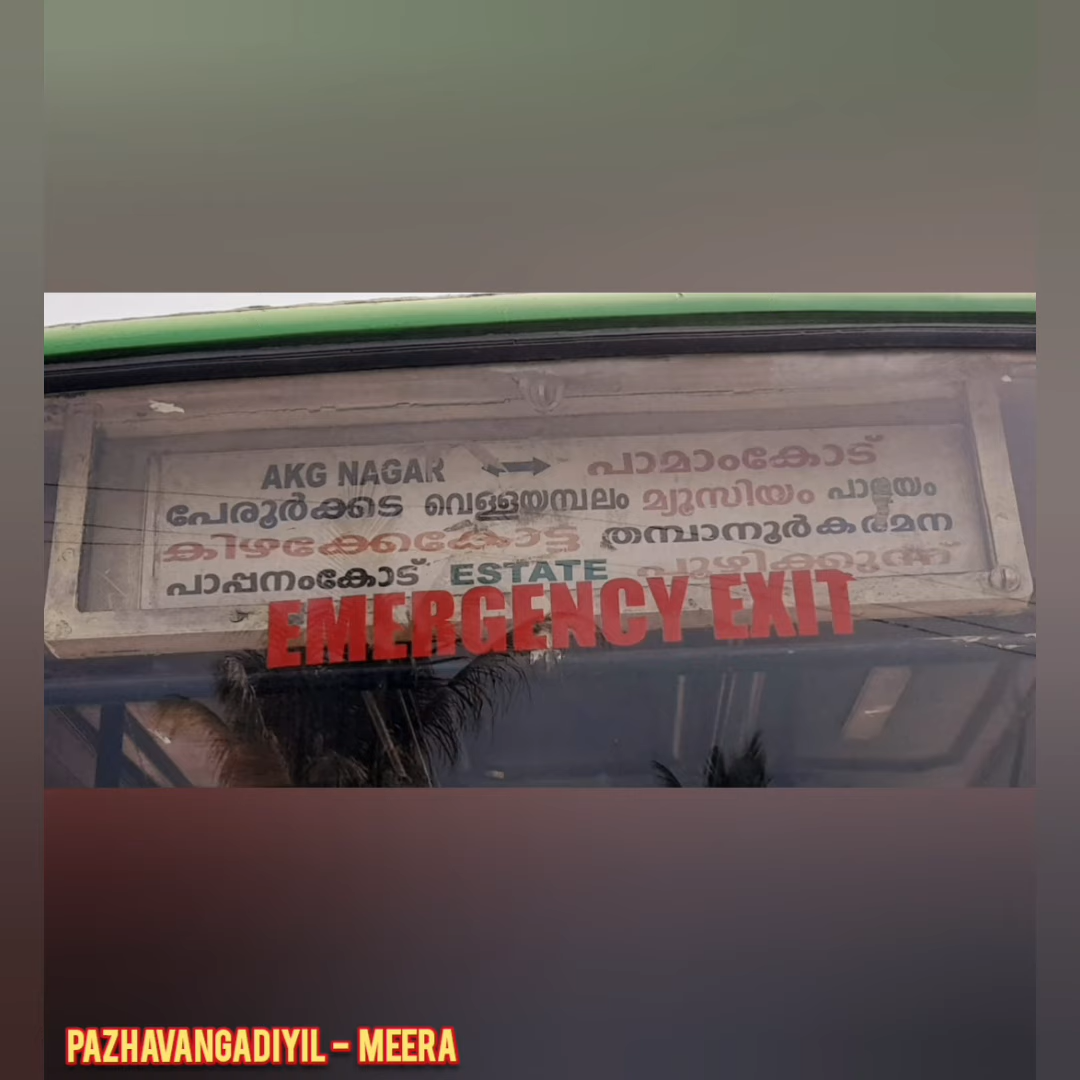 AKG NAGAR ↔ പാമാംകോട്
പേരൂർക്കട വെള്ളയമ്പലം മ്യൂസിയം പാളയം
കിഴക്കേകോട്ട തമ്പാനൂർ കരമന
പാപ്പനംകോട് ESTATE പൂഴിക്കുന്ന്
EMERGENCY EXIT
PAZHAVANGADIYIL - MEERA